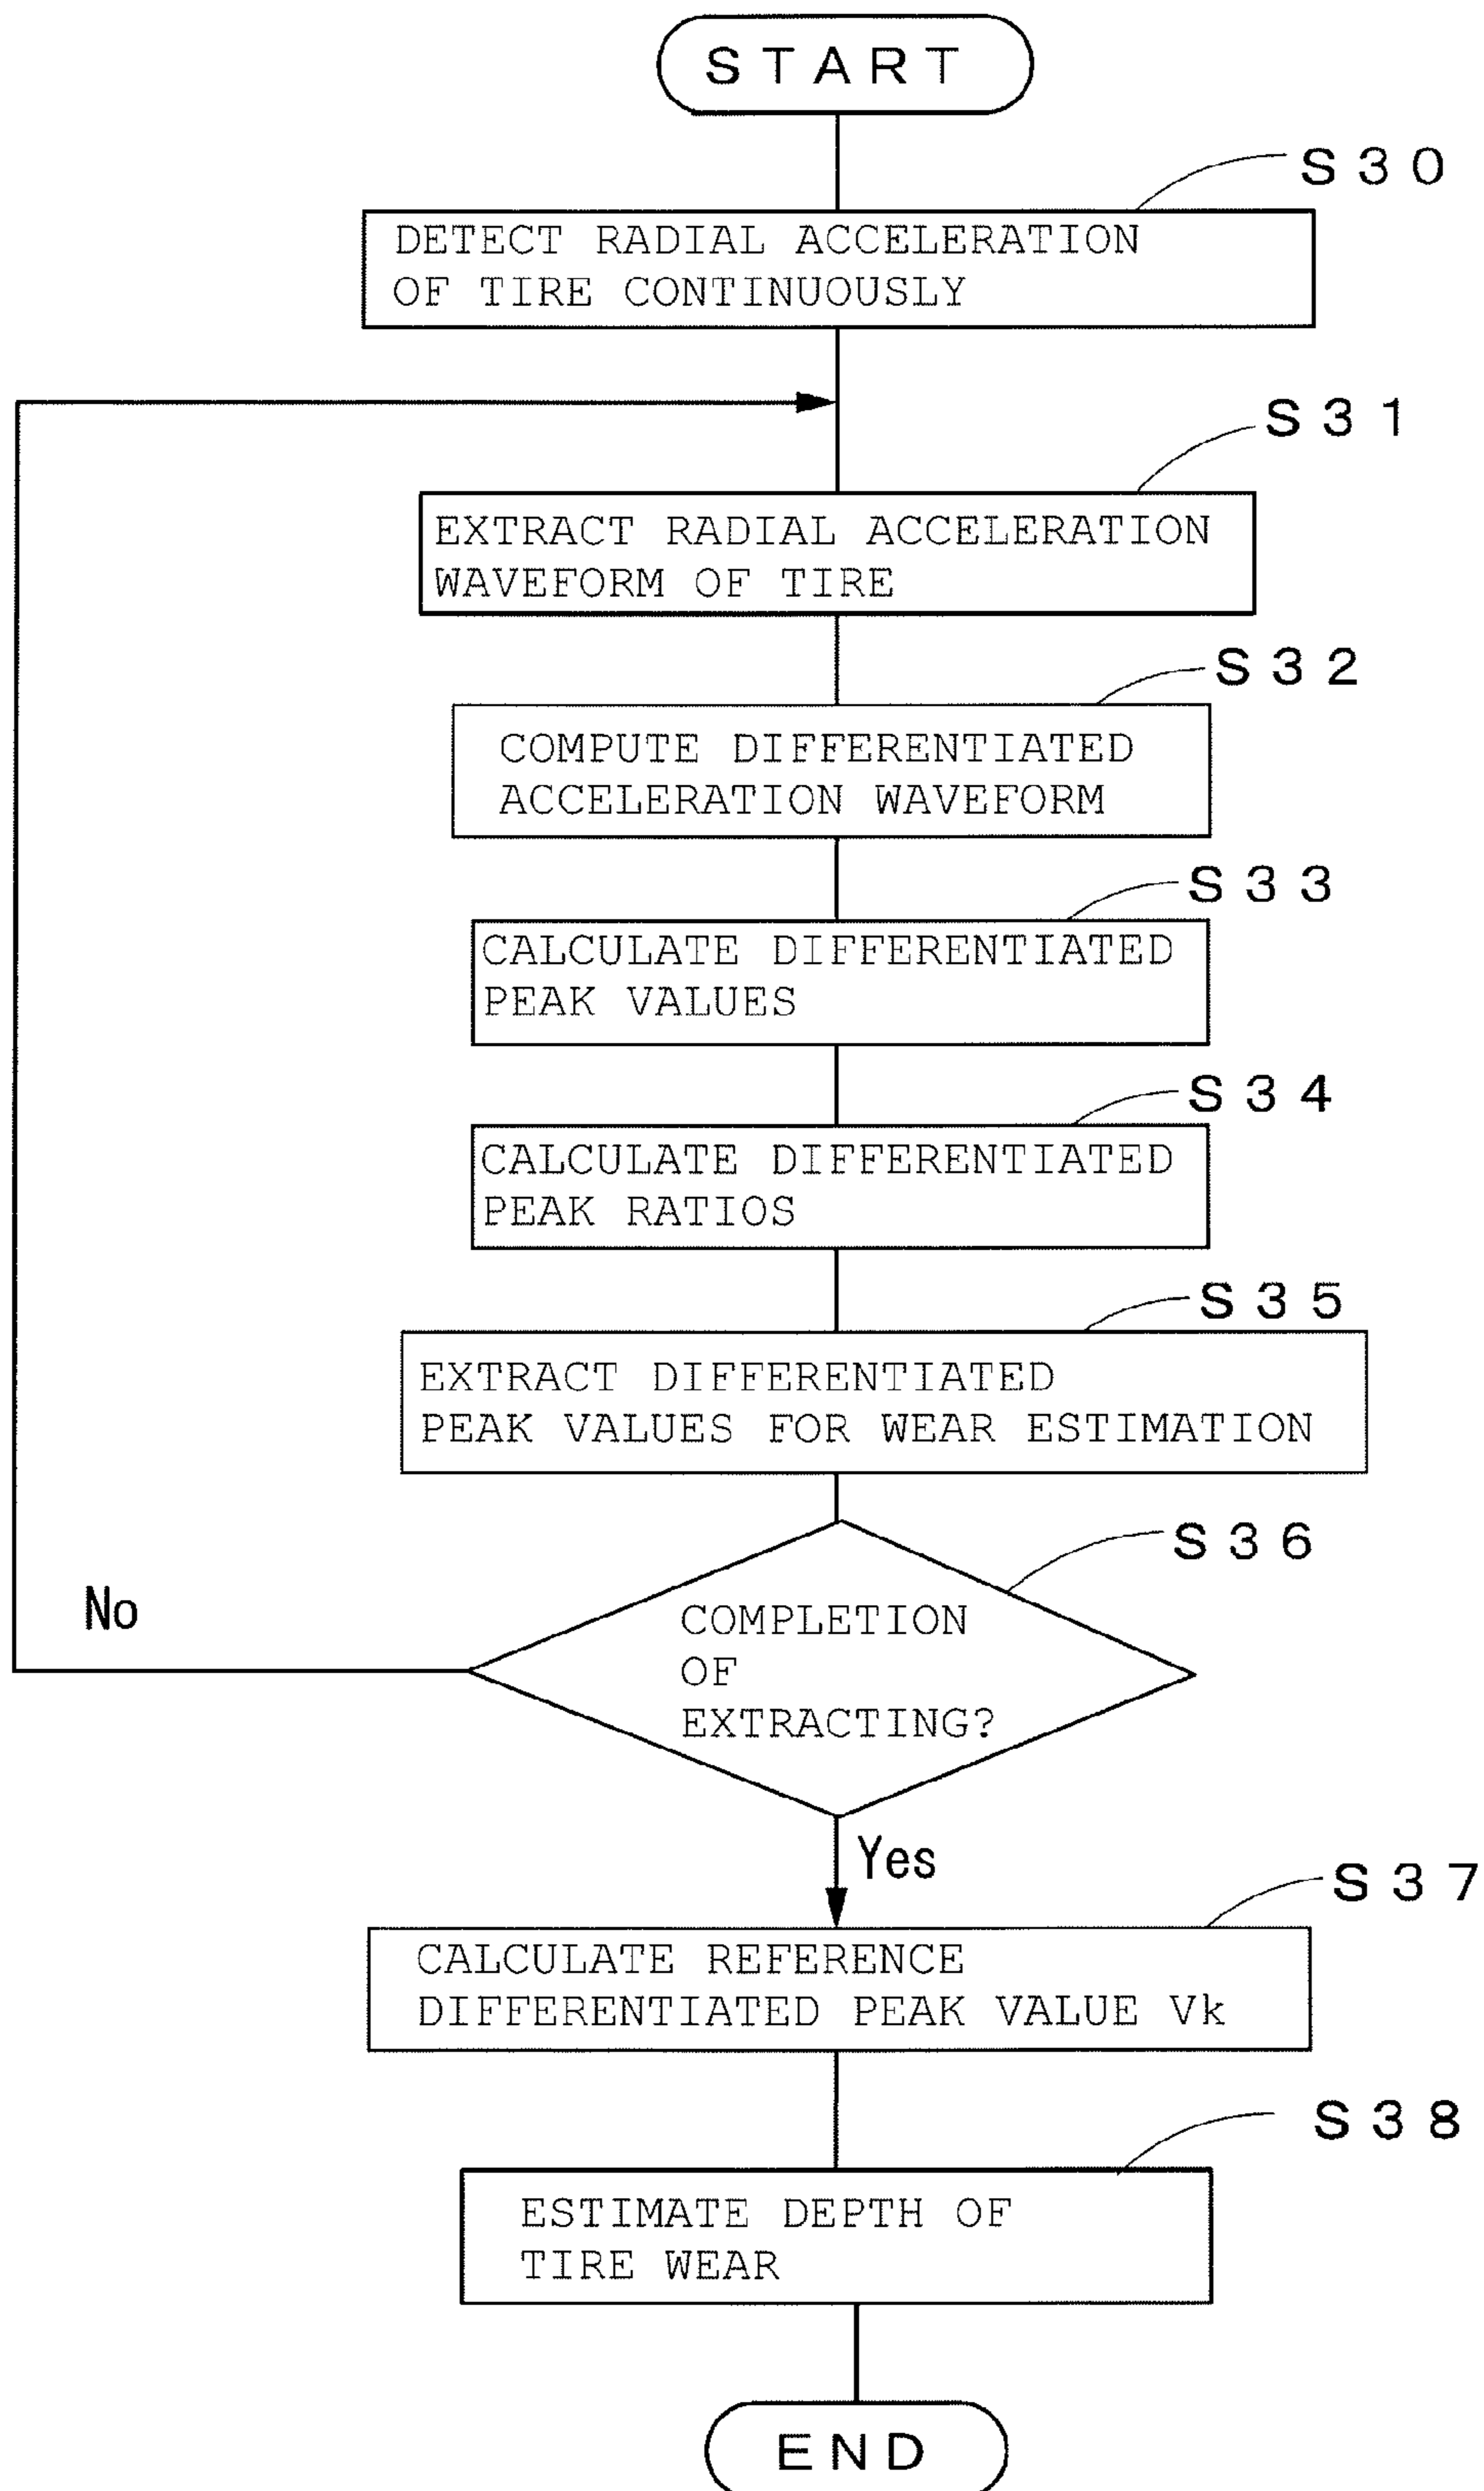 START
S30
DETECT RADIAL ACCELERATION
OF TIRE CONTINUOUSLY
S31
EXTRACT RADIAL ACCELERATION
WAVEFORM OF TIRE
S32
COMPUTE DIFFERENTIATED
ACCELERATION WAVEFORM
S33
CALCULATE DIFFERENTIATED
PEAK VALUES
S34
CALCULATE DIFFERENTIATED
PEAK RATIOS
S35
EXTRACT DIFFERENTIATED
PEAK VALUES FOR WEAR ESTIMATION
S36
No
COMPLETION
OF
EXTRACTING?
Yes
S37
CALCULATE REFERENCE
DIFFERENTIATED PEAK VALUE Vk
S38
ESTIMATE DEPTH OF
TIRE WEAR
END